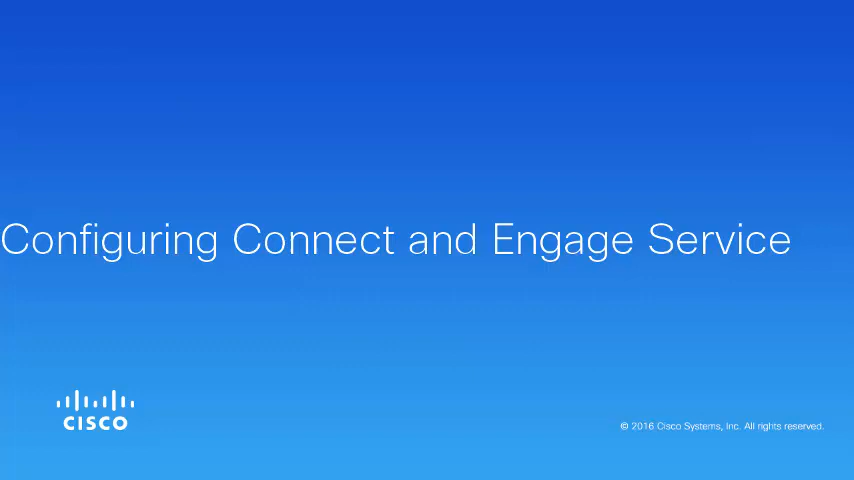 Configuring Connect and Engage Service
CISCO
© 2016 Cisco Systems, Inc. All rights reserved.